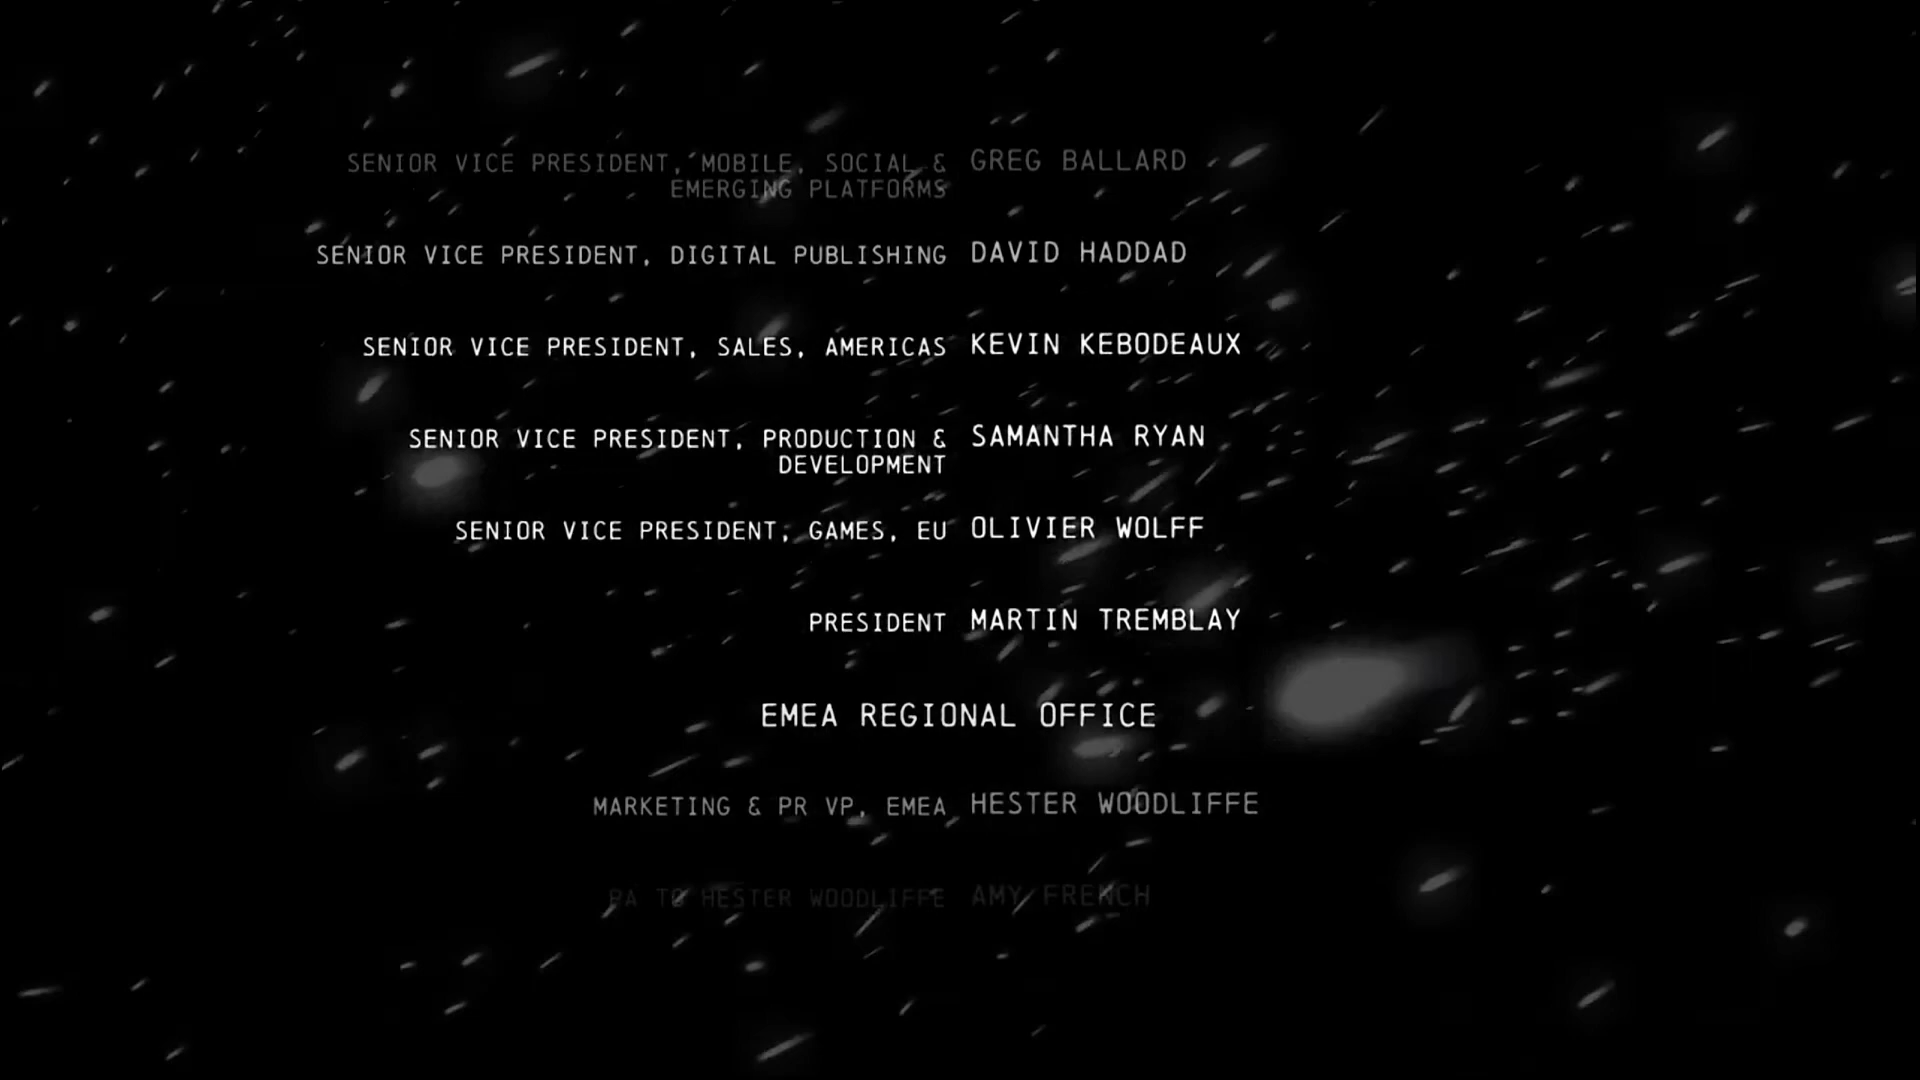 SENIOR VICE PRESIDENT, MOBILE, SOCIAL & GREG BALLARD
EMERGING PLATFORMS
SENIOR VICE PRESIDENT, DIGITAL PUBLISHING DAVID HADDAD
SENIOR VICE PRESIDENT, SALES, AMERICAS KEVIN KEBODEAUX
SENIOR VICE PRESIDENT, PRODUCTION & SAMANTHA RYAN
DEVELOPMENT
SENIOR VICE PRESIDENT, GAMES, EU OLIVIER WOLFF
PRESIDENT MARTIN TREMBLAY
EMEA REGIONAL OFFICE
MARKETING & PR VP, EMEA HESTER WOODLIFFE
PA TO HESTER WOODLIFFE AMY FRENCH